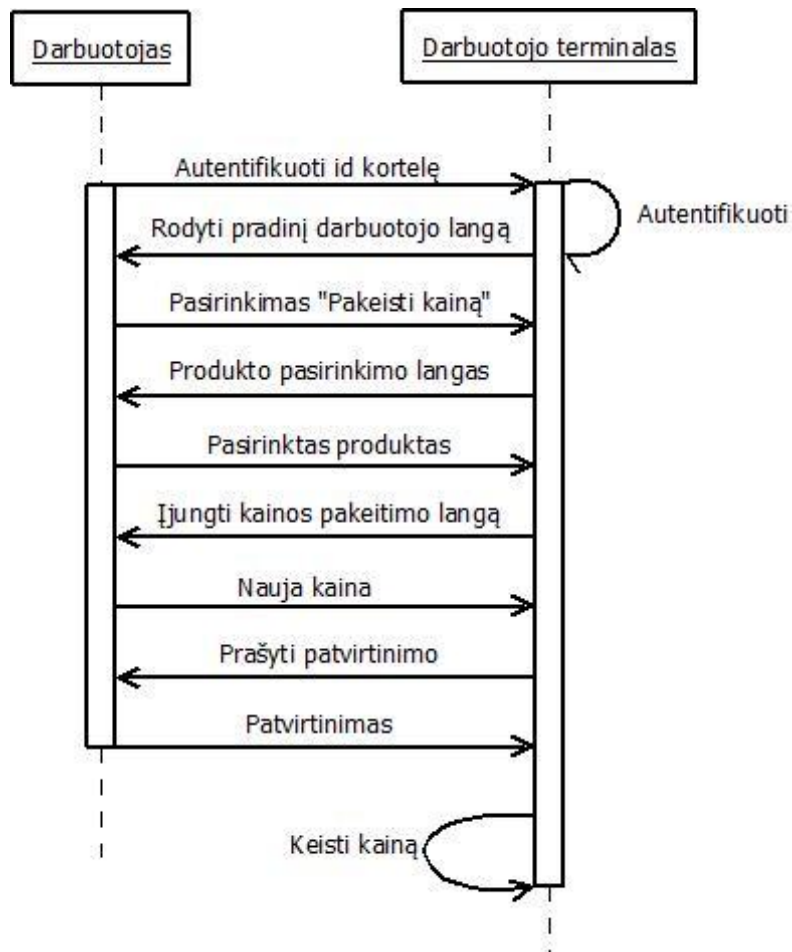 Darbuotojas
Darbuotojo terminalas
Autentifikuoti id kortelę
Autentifikuoti
Rodyti pradinį darbuotojo langą
Pasirinkimas "Pakeisti kainą"
Produkto pasirinkimo langas
Pasirinktas produktas
Įjungti kainos pakeitimo langą
Nauja kaina
Prašyti patvirtinimo
Patvirtinimas
Keisti kainą